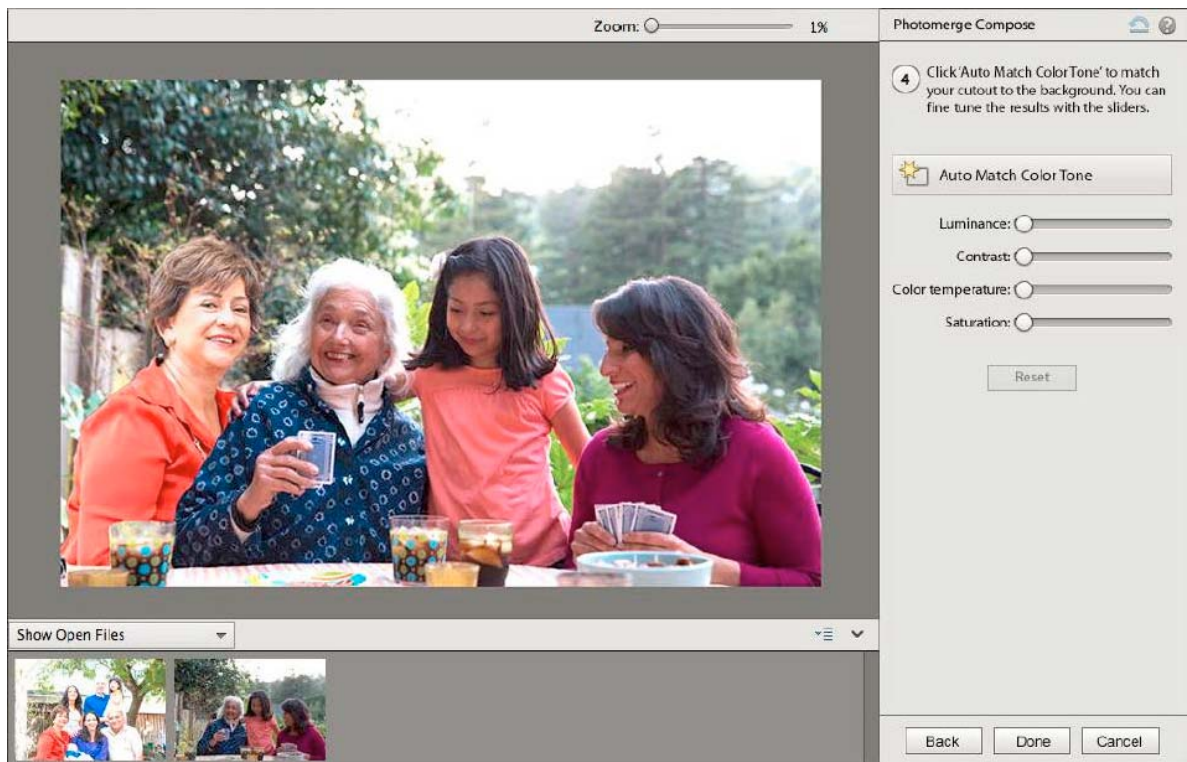 Zoom: 1%
Photomerge Compose
4
Click 'Auto Match Color Tone' to match
your cutout to the background. You can
fine tune the results with the sliders.
Auto Match Color Tone
Luminance:
Contrast:
Color temperature:
Saturation:
Reset
Show Open Files
Back Done Cancel